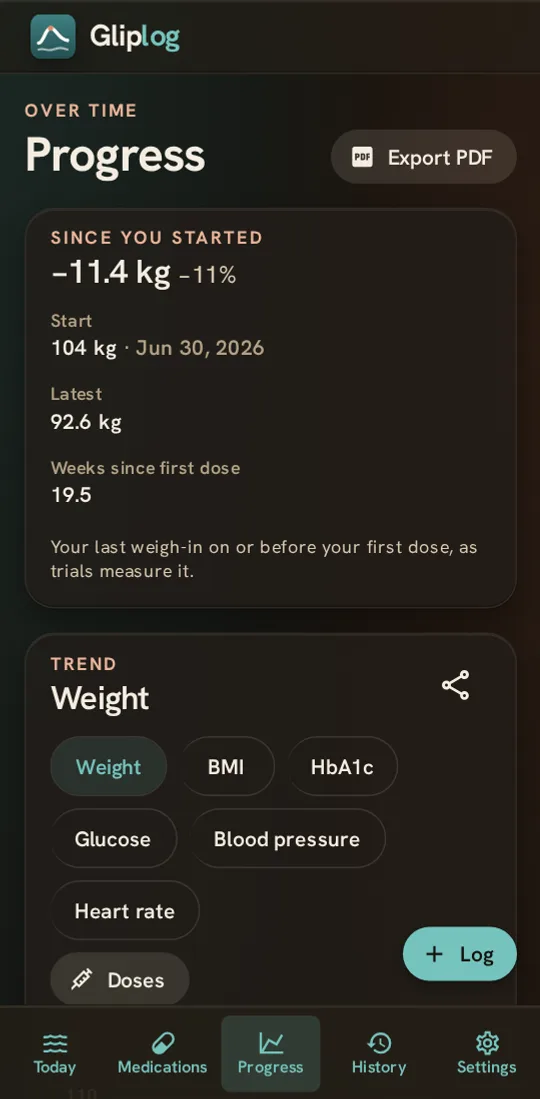 Gliplog
OVER TIME
Progress
PDF
Export PDF
SINCE YOU STARTED
−11.4 kg −11%
Start
104 kg · Jun 30, 2026
Latest
92.6 kg
Weeks since first dose
19.5
Your last weigh-in on or before your first dose, as
trials measure it.
TREND
Weight
Weight BMI HbA1c
Glucose Blood pressure
Heart rate
+ Log
Doses
Today Medications Progress History Settings
110